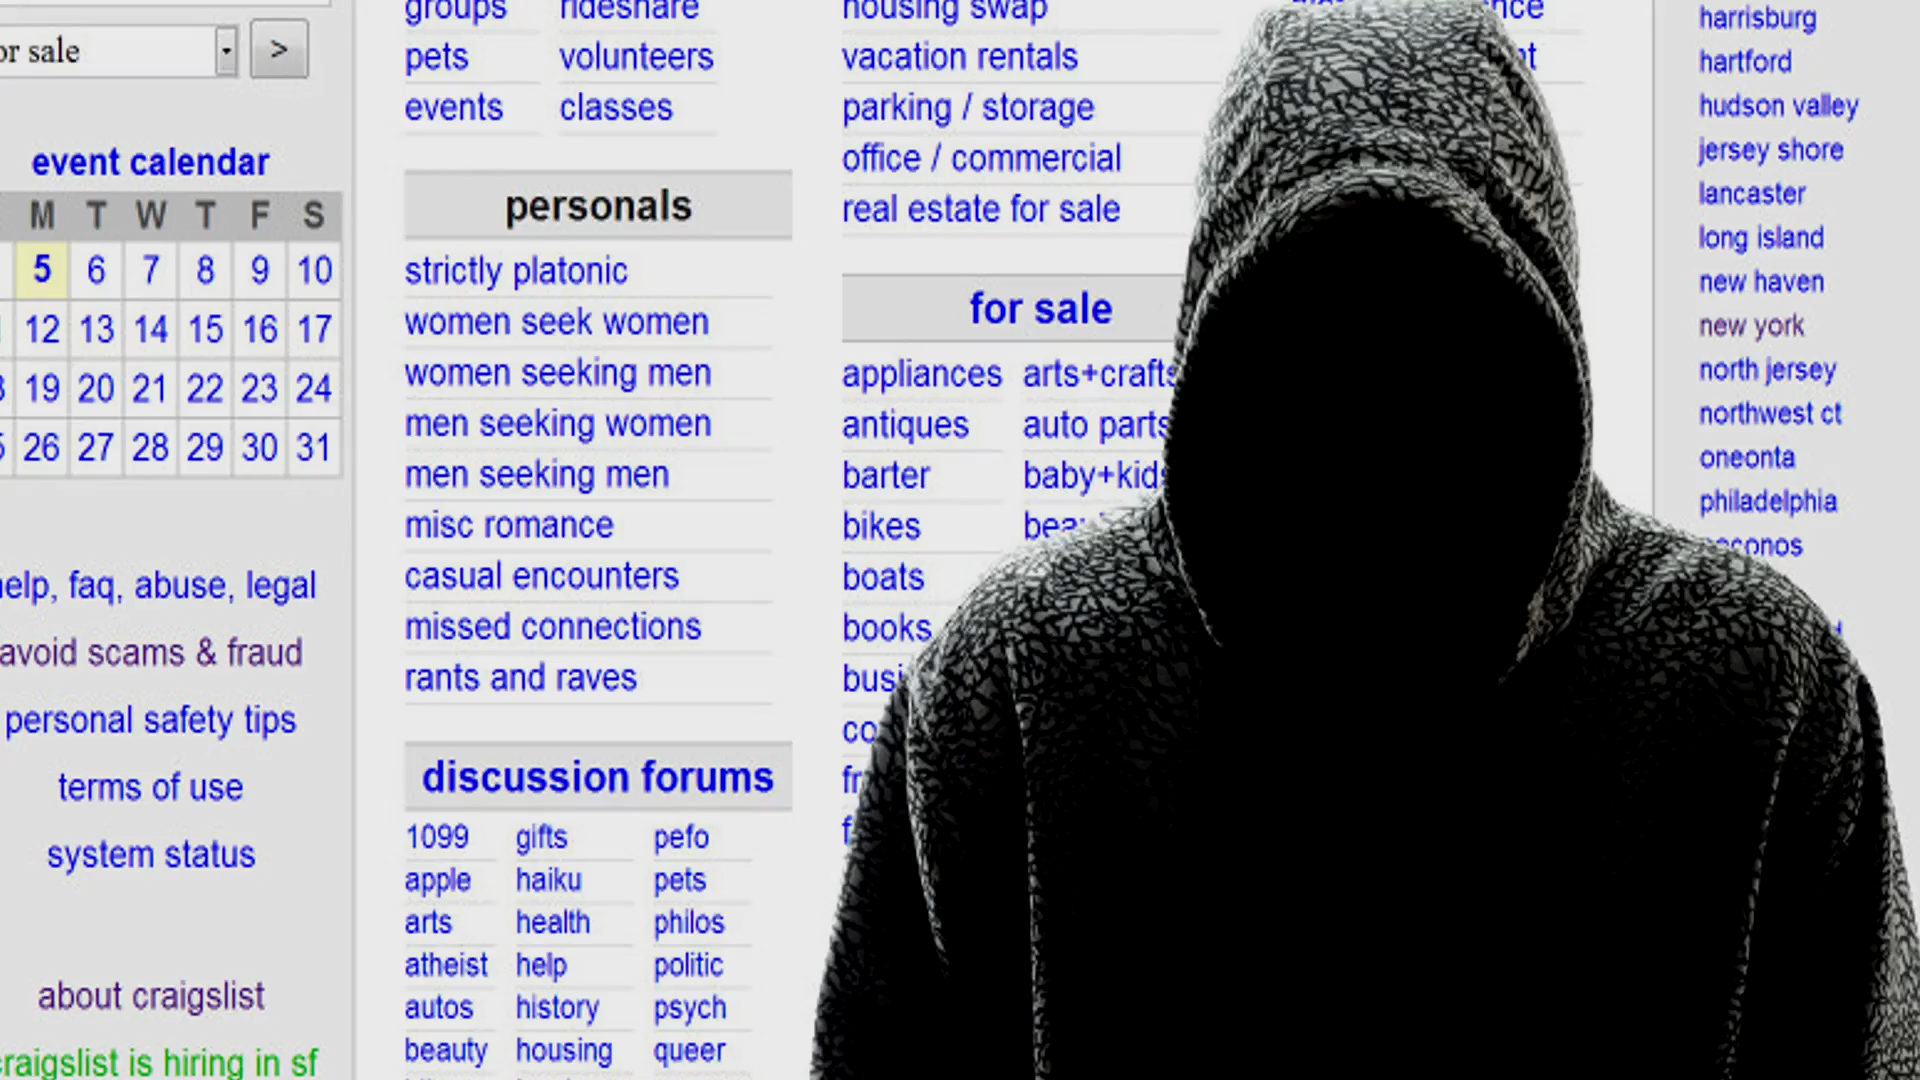 or sale
>
event calendar
M T W T F S
5 6 7 8 9 10
12 13 14 15 16 17
19 20 21 22 23 24
26 27 28 29 30 31
help, faq, abuse, legal
avoid scams & fraud
personal safety tips
terms of use
system status
about craigslist
craigslist is hiring in sf
groups rideshare
pets volunteers
events classes
personals
strictly platonic
women seek women
women seeking men
men seeking women
men seeking men
misc romance
casual encounters
missed connections
rants and raves
discussion forums
1099 gifts pefo
apple haiku pets
arts health philos
atheist help politic
autos history psych
beauty housing queer
housing swap
vacation rentals
parking / storage
office / commercial
real estate for sale
for sale
appliances arts+crafts
antiques auto parts
barter baby+kids
bikes
boats
books
harrisburg
hartford
hudson valley
jersey shore
lancaster
long island
new haven
new york
north jersey
northwest ct
oneonta
philadelphia